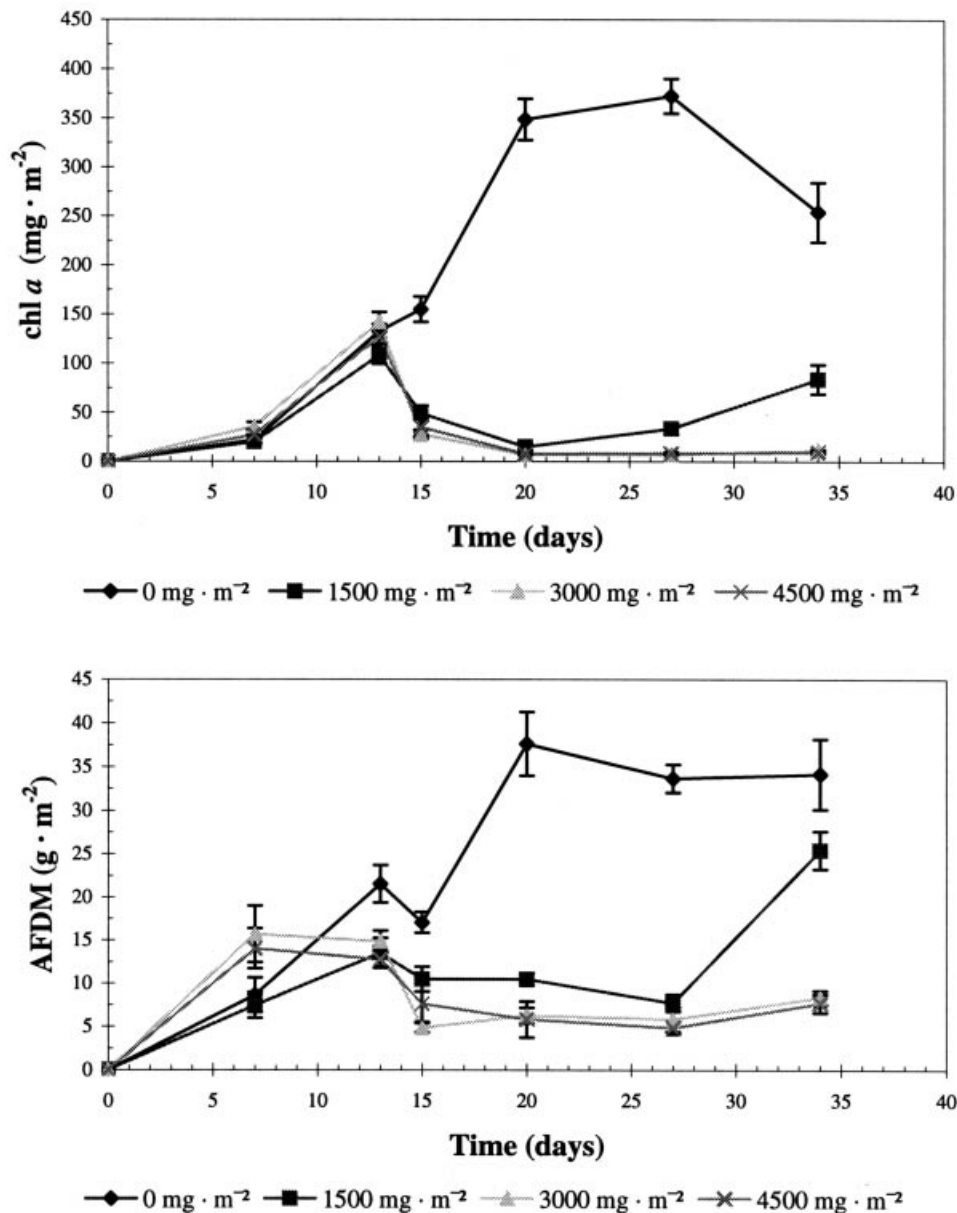 450
400
350
300
250
200
150
100
50
0
chl a (mg · m⁻²)
0 5 10 15 20 25 30 35 40
Time (days)
0 mg · m⁻² 1500 mg · m⁻² 3000 mg · m⁻² 4500 mg · m⁻²
45
40
35
30
25
20
15
10
5
0
AFDM (g · m⁻²)
0 5 10 15 20 25 30 35 40
Time (days)
0 mg · m⁻² 1500 mg · m⁻² 3000 mg · m⁻² 4500 mg · m⁻²